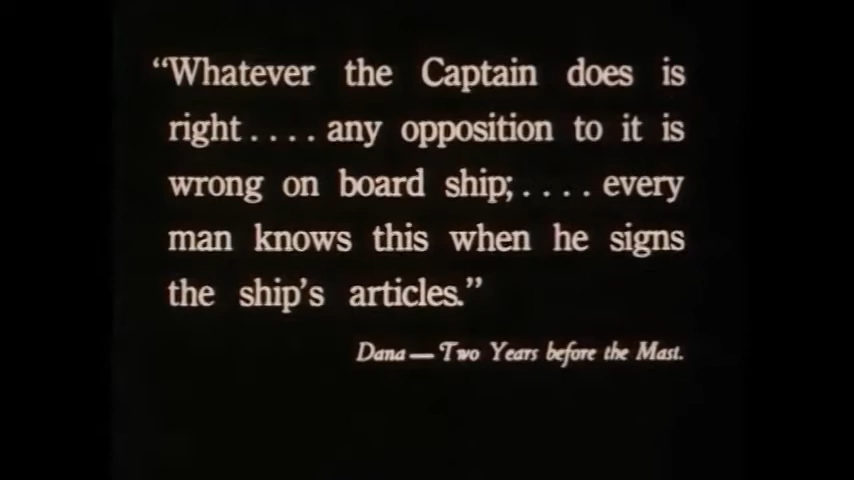 “Whatever the Captain does is
right.... any opposition to it is
wrong on board ship;.... every
man knows this when he signs
the ship's articles.”
Dana—Two Years before the Mast.